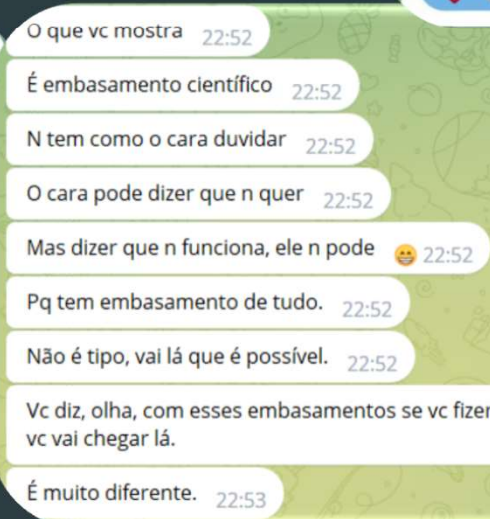 O que vc mostra 22:52
É embasamento científico 22:52
N tem como o cara duvidar 22:52
O cara pode dizer que n quer 22:52
Mas dizer que n funciona, ele n pode 😁 22:52
Pq tem embasamento de tudo. 22:52
Não é tipo, vai lá que é possível. 22:52
Vc diz, olha, com esses embasamentos se vc fizer
vc vai chegar lá.
É muito diferente. 22:53